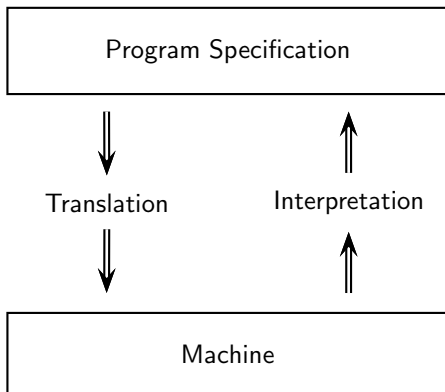 Program Specification
Translation
Interpretation
Machine